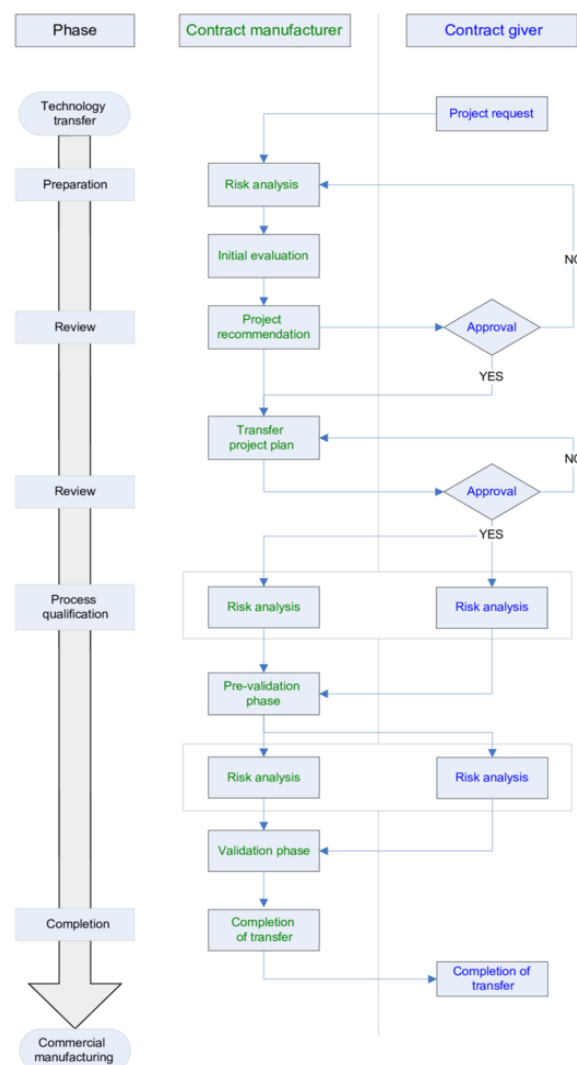 Phase
Contract manufacturer
Contract giver
Technology
transfer
Project request
Preparation
Risk analysis
Initial evaluation
NO
Review
Project
recommendation
Approval
YES
Transfer
project plan
NO
Review
Approval
YES
Process
qualification
Risk analysis
Risk analysis
Pre-validation
phase
Risk analysis
Risk analysis
Validation phase
Completion
Completion
of transfer
Completion of
transfer
Commercial
manufacturing